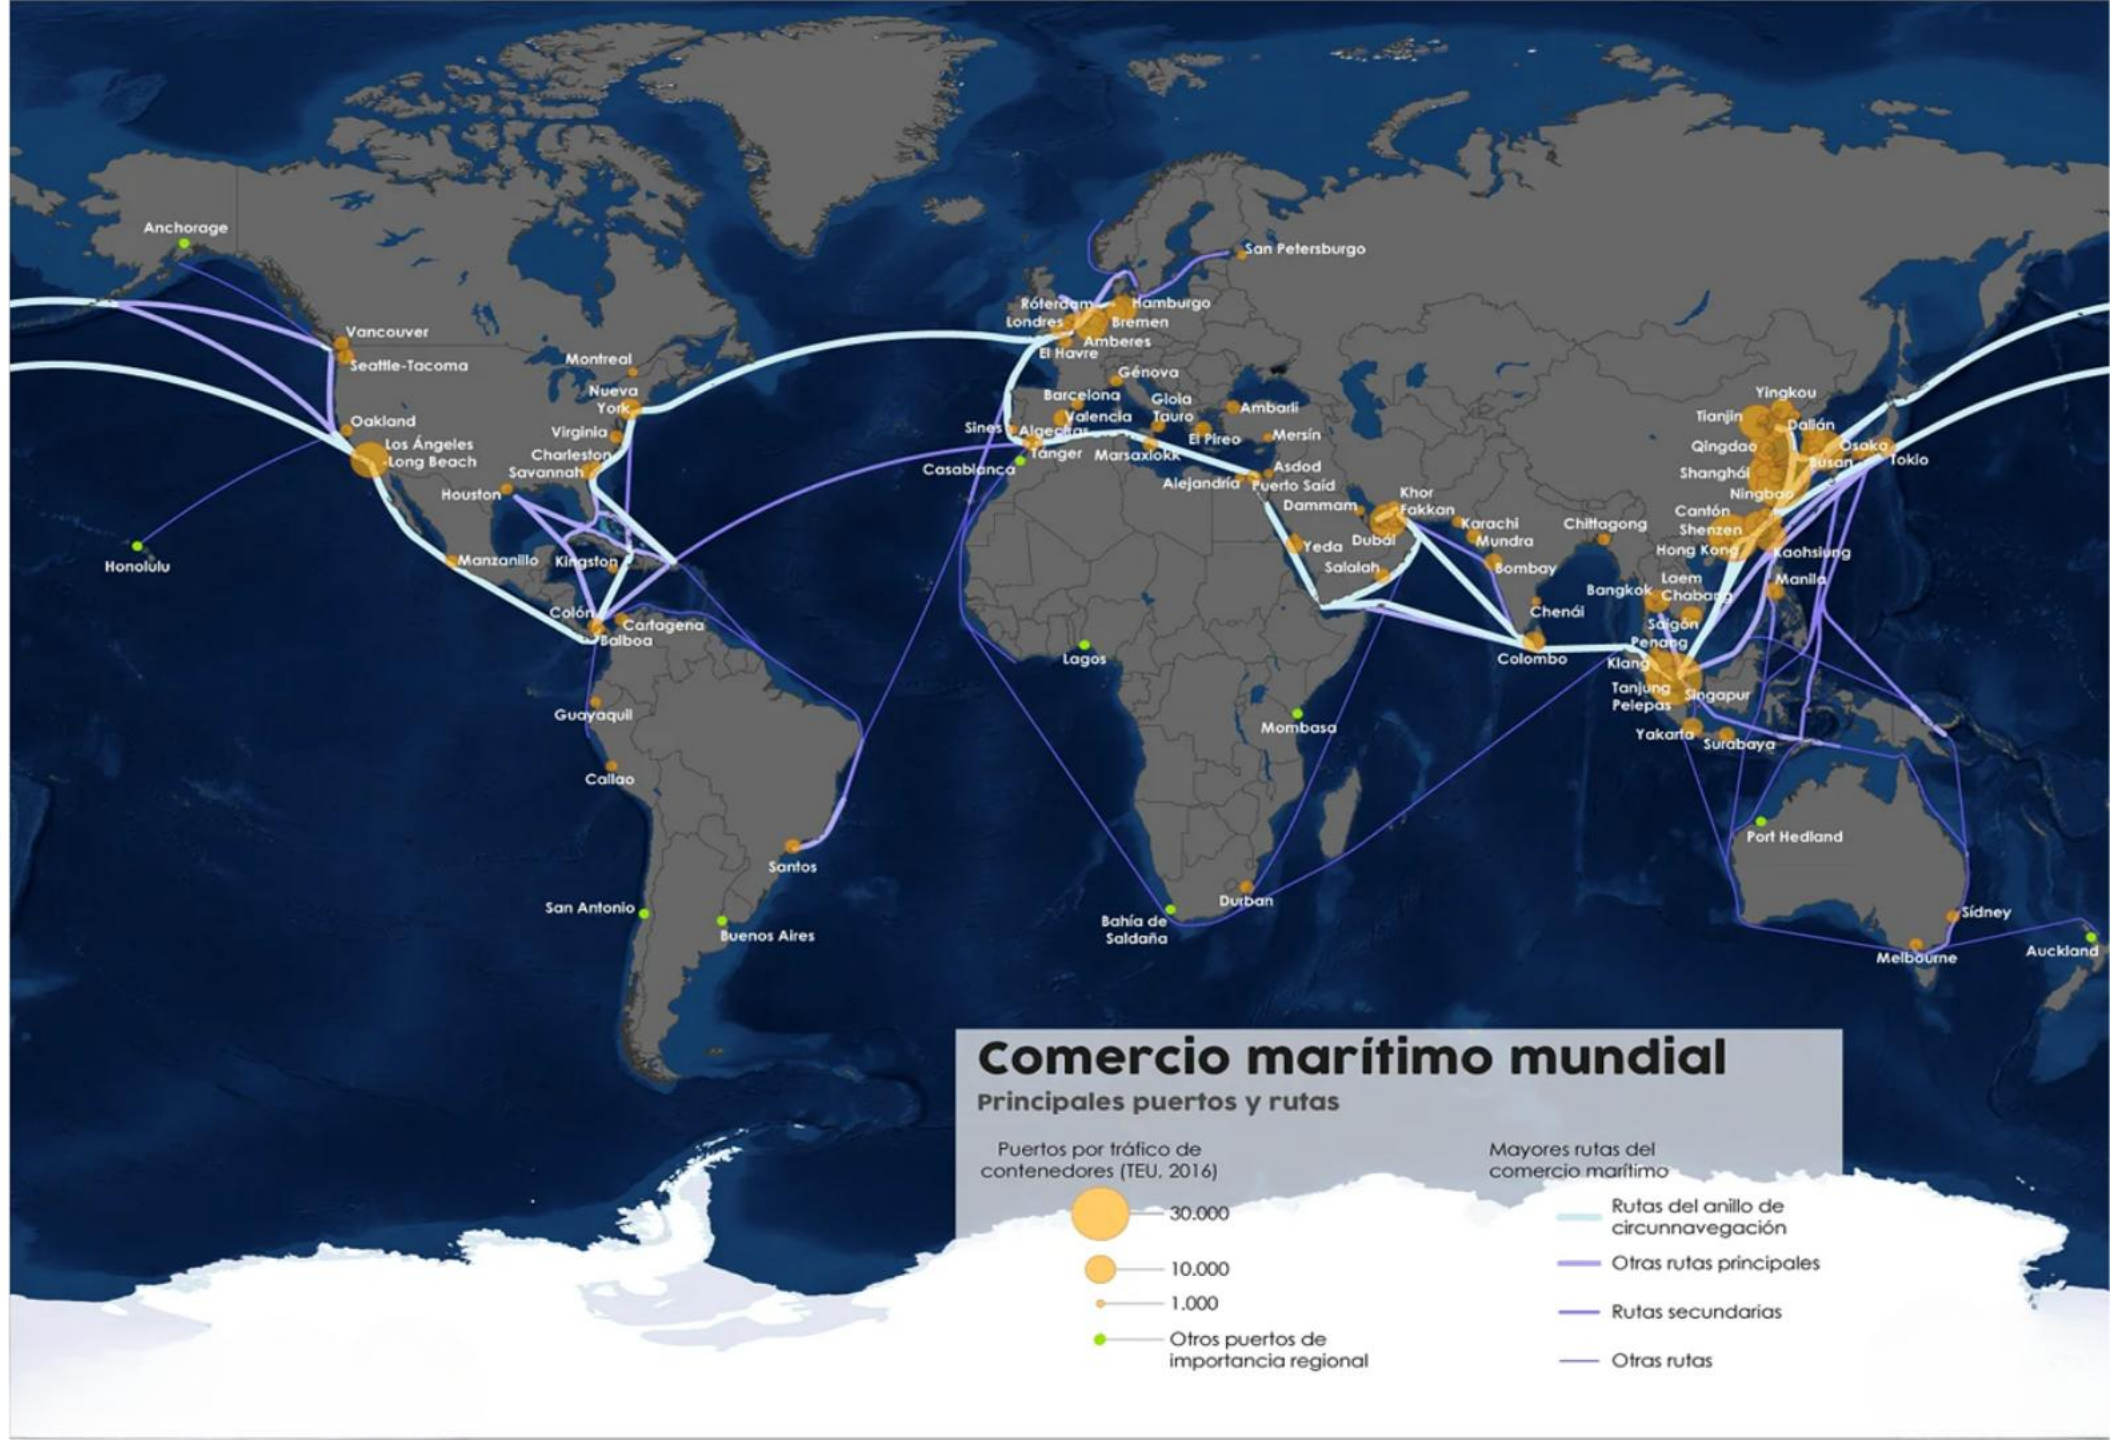 Anchorage
San Petersburgo
Róterdam
Hamburgo
Londres
Bremen
Vancouver
Amberes
El Havre
Seattle-Tacoma
Montreal
Génova
Nueva
York
Barcelona
Gioia
Tauro
Valencia
Ambarli
Yingkou
Tianjin
Dalián
Oakland
Virginia
Sines
Algeciras
El Pireo
Mersín
Qingdao
Osaka
Los Ángeles
-Long Beach
Charleston
Savannah
Tánger
Marsaxlokk
Casablanca
Asdod
Busan
Tokio
Shanghái
Houston
Alejandría
Puerto Saíd
Khor
Fakkan
Ningbao
Dammam
Cantón
Karachi
Chittagong
Shenzen
Mundra
Dubái
Hong Kong
Kaohsiung
Yeda
Manzanillo
Kingston
Salalah
Bombay
Honolulu
Laem
Chabang
Manila
Bangkok
Colón
Cartagena
Chenái
Saigón
Balboa
Penang
Lagos
Colombo
Klang
Tanjung
Pelepas
Singapur
Guayaquil
Mombasa
Yakarta
Surabaya
Callao
Port Hedland
Santos
San Antonio
Buenos Aires
Durban
Bahía de
Saldaña
Sídney
Melbourne
Auckland
Comercio marítimo mundial
Principales puertos y rutas
Puertos por tráfico de
contenedores (TEU, 2016)
30.000
10.000
1.000
Otros puertos de
importancia regional
Mayores rutas del
comercio marítimo
Rutas del anillo de
circunnavegación
Otras rutas principales
Rutas secundarias
Otras rutas